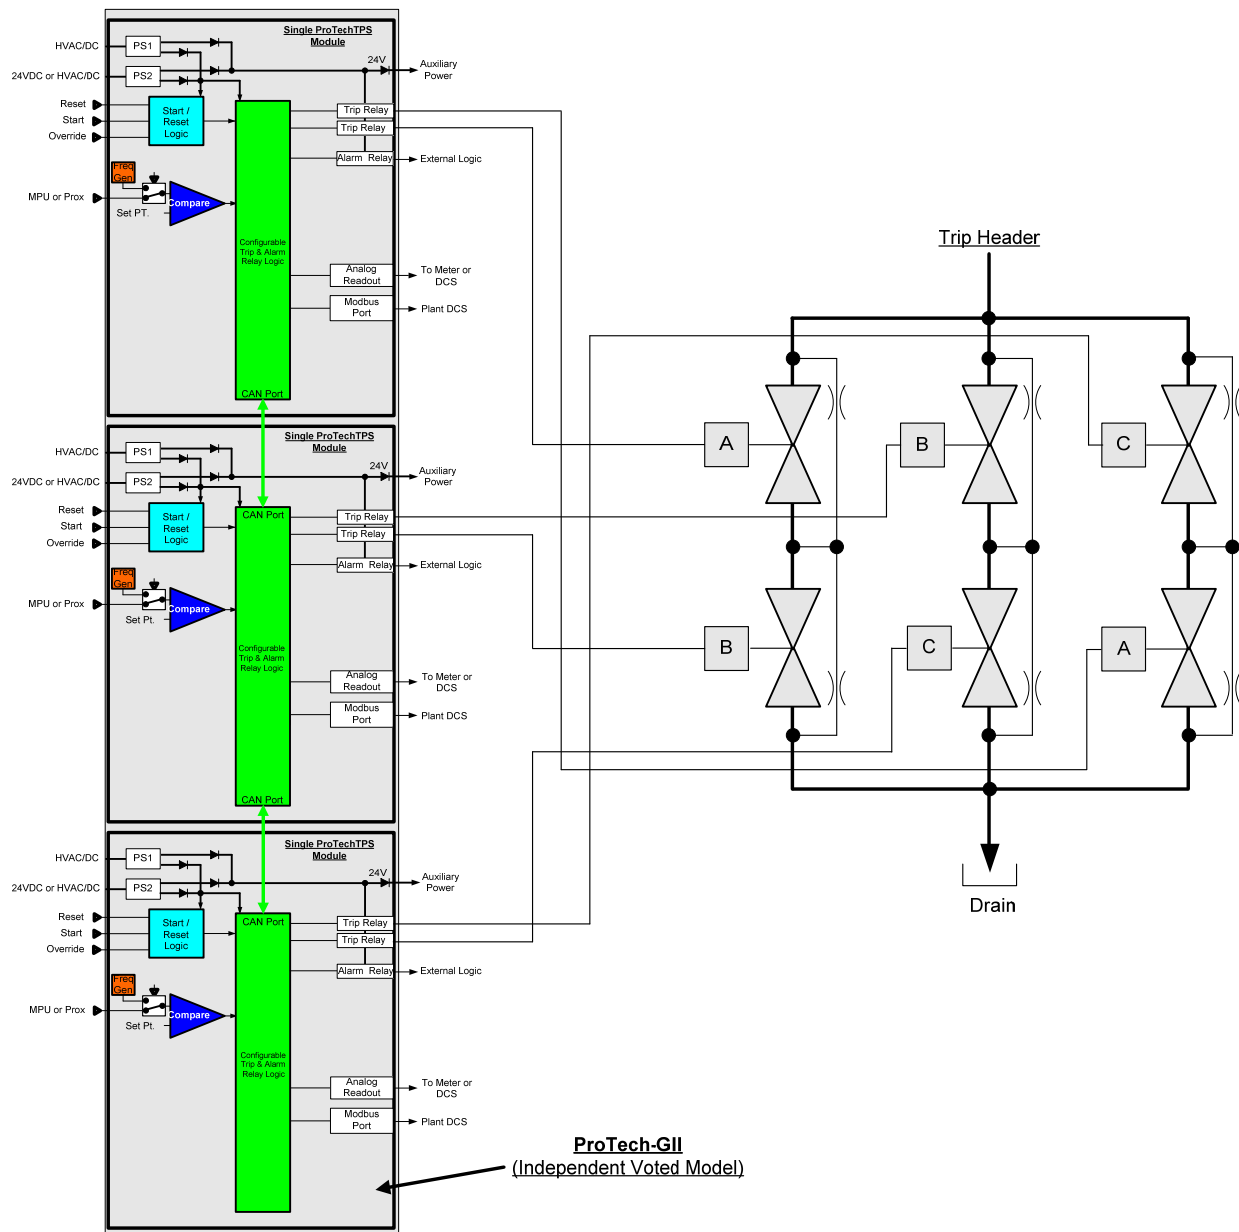 Single ProTechTPS
Module
HVAC/DC
PS1
24V
Auxiliary
Power
24VDC or HVAC/DC
PS2
Reset
Start
Override
Start /
Reset
Logic
Trip Relay
Trip Relay
Alarm Relay
External Logic
Freq
Gen
MPU or Prox
Set PT.
Compare
Configurable
Trip & Alarm
Relay Logic
Analog
Readout
To Meter or
DCS
Modbus
Port
Plant DCS
CAN Port
Single ProTechTPS
Module
HVAC/DC
PS1
24V
Auxiliary
Power
24VDC or HVAC/DC
PS2
Reset
Start
Override
Start /
Reset
Logic
CAN Port
Trip Relay
Trip Relay
Alarm Relay
External Logic
Freq
Gen
MPU or Prox
Set Pt.
Compare
Configurable
Trip & Alarm
Relay Logic
Analog
Readout
To Meter or
DCS
Modbus
Port
Plant DCS
CAN Port
Single ProTechTPS
Module
HVAC/DC
PS1
24V
Auxiliary
Power
24VDC or HVAC/DC
PS2
Reset
Start
Override
Start /
Reset
Logic
CAN Port
Trip Relay
Trip Relay
Alarm Relay
External Logic
Freq
Gen
MPU or Prox
Set Pt.
Compare
Configurable
Trip & Alarm
Relay Logic
Analog
Readout
To Meter or
DCS
Modbus
Port
Plant DCS
Trip Header
A
B
C
B
C
A
Drain
ProTech-GII
(Independent Voted Model)